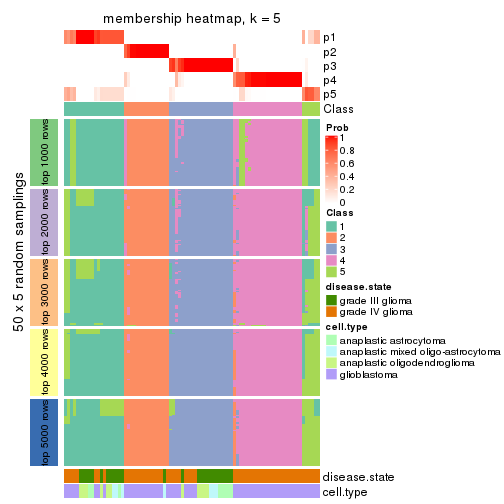 membership heatmap, k = 5
p1
p2
p3
p4
p5
Class
50 x 5 random samplings
top 1000 rows
top 2000 rows
top 3000 rows
top 4000 rows
top 5000 rows
Prob
1
0.8
0.6
0.4
0.2
0
Class
1
2
3
4
5
disease.state
grade III glioma
grade IV glioma
cell.type
anaplastic astrocytoma
anaplastic mixed oligo-astrocytoma
anaplastic oligodendroglioma
glioblastoma
disease.state
cell.type